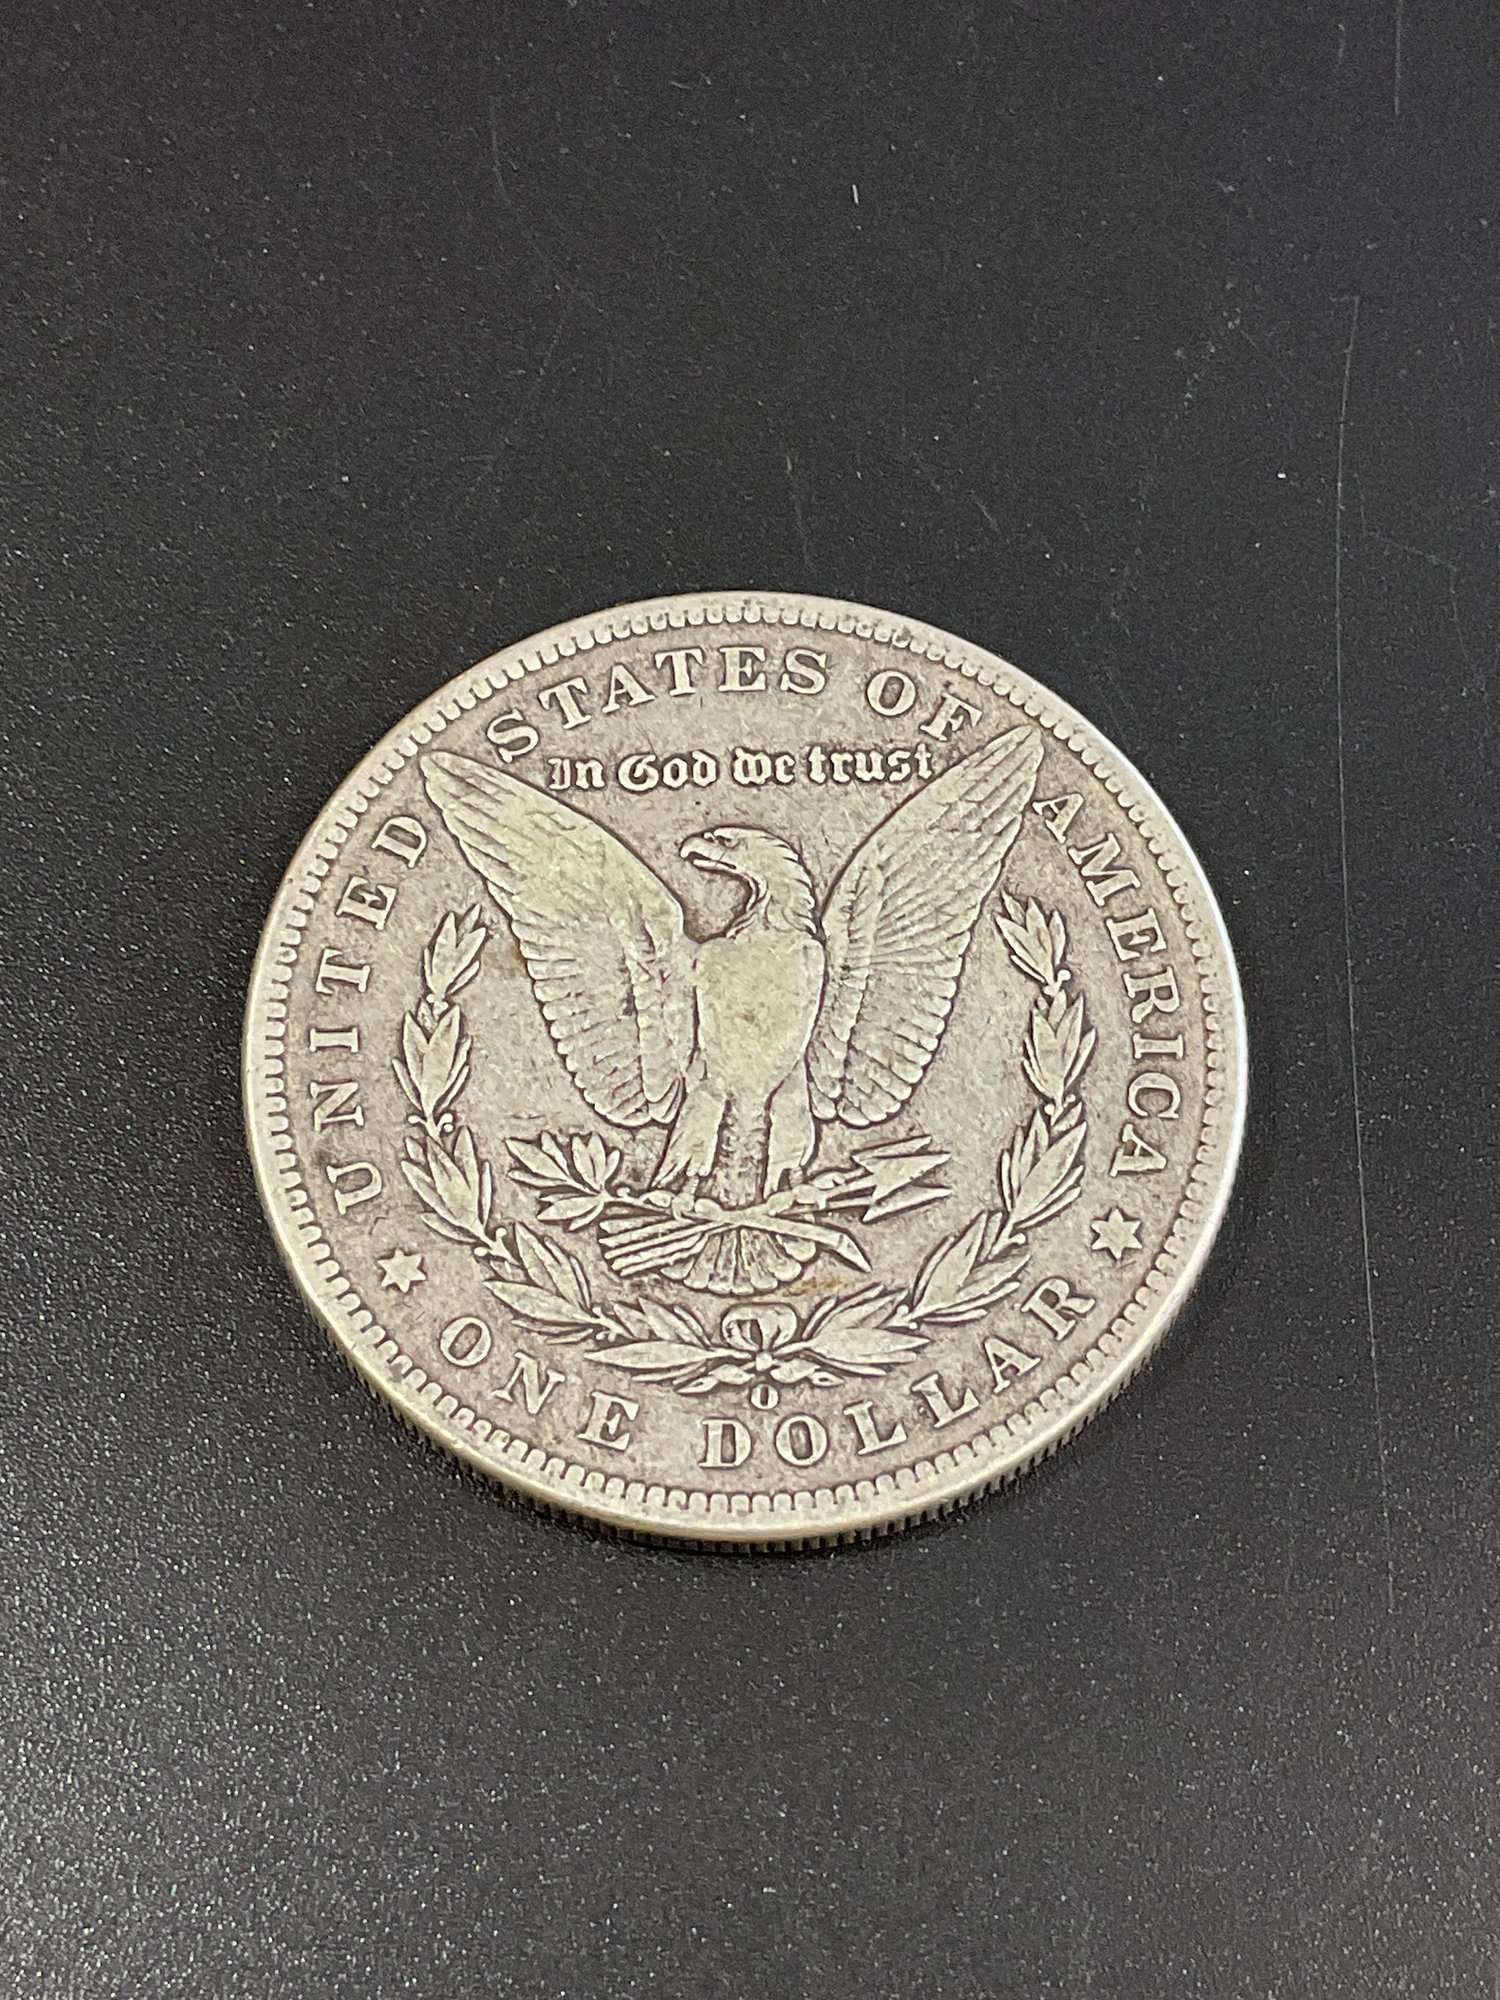 UNITED STATES OF AMERICA
In God we trust
O
ONE DOLLAR